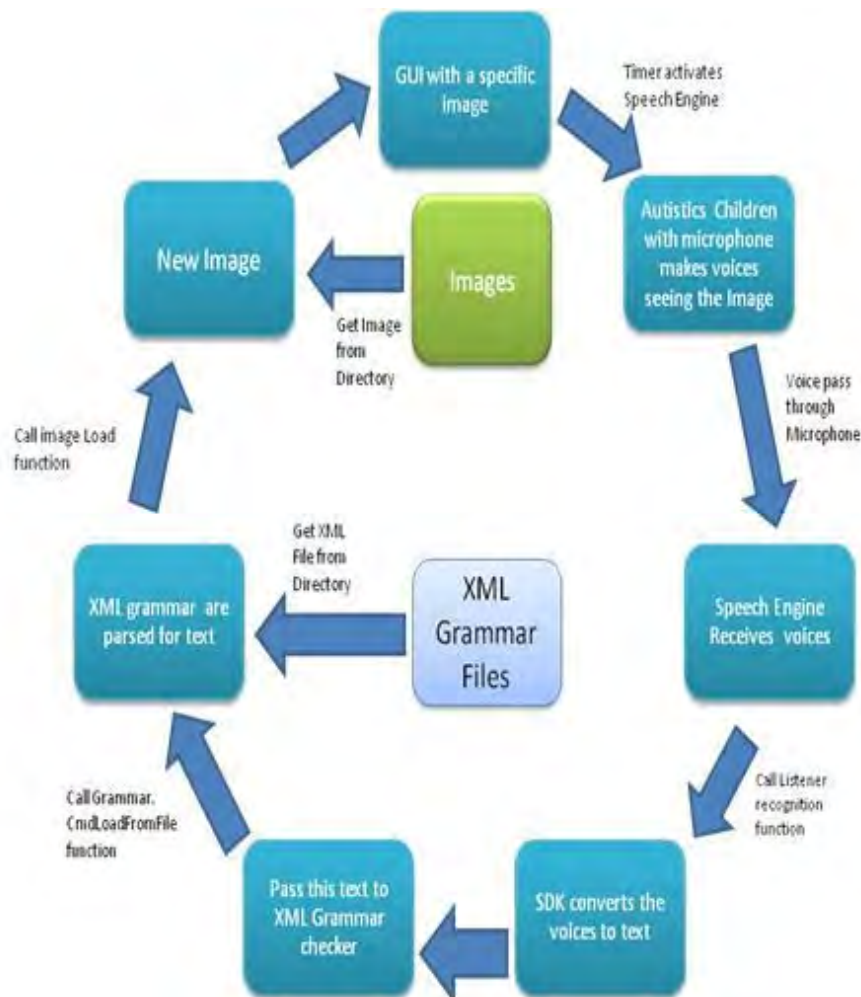 GUI with a specific
image
Timer activates
Speech Engine
Autistics Children
with microphone
makes voices
seeing the Image
New Image
Images
Get Image
from
Directory
Voice pass
through
Microphone
Call image Load
function
Get XML
File from
Directory
XML grammar are
parsed for text
XML
Grammar
Files
Speech Engine
Receives voices
Call Grammar.
CmdLoadFromFile
function
Call Listener
recognition
function
Pass this text to
XML Grammar
checker
SDK converts the
voices to text